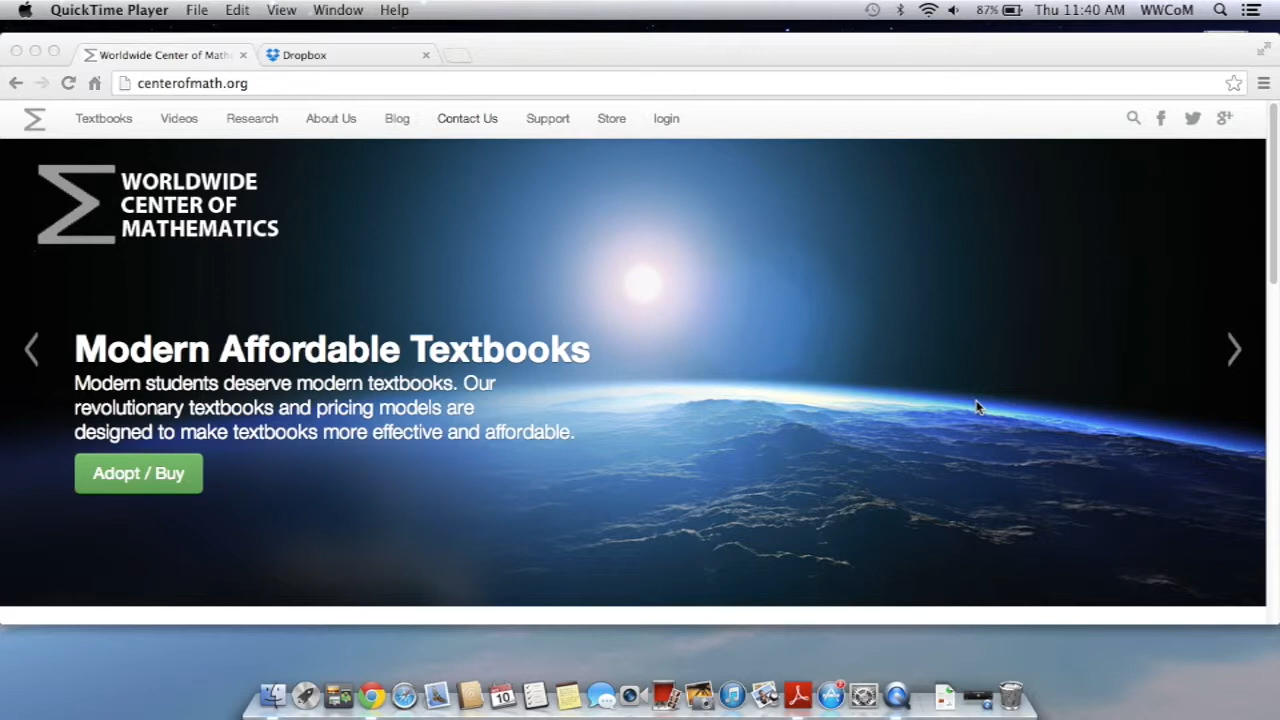 QuickTime Player File Edit View Window Help 87% Thu 11:40 AM WWCoM
Worldwide Center of Math Dropbox
centerofmath.org
Textbooks Videos Research About Us Blog Contact Us Support Store login
WORLDWIDE
CENTER OF
MATHEMATICS
Modern Affordable Textbooks
Modern students deserve modern textbooks. Our
revolutionary textbooks and pricing models are
designed to make textbooks more effective and affordable.
Adopt / Buy
10